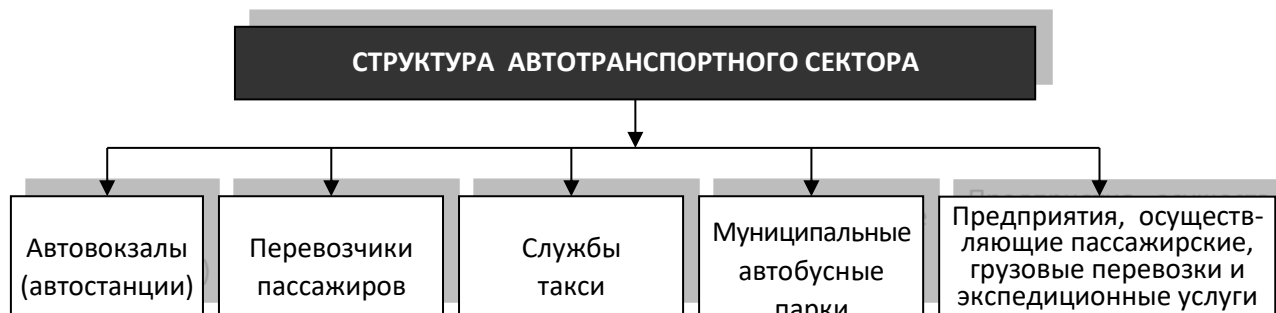 СТРУКТУРА АВТОТРАНСПОРТНОГО СЕКТОРА
Автовокзалы
(автостанции)
Перевозчики
пассажиров
Службы
такси
Муниципальные
автобусные
парки
Предприятия, осуществ-
ляющие пассажирские,
грузовые перевозки и
экспедиционные услуги